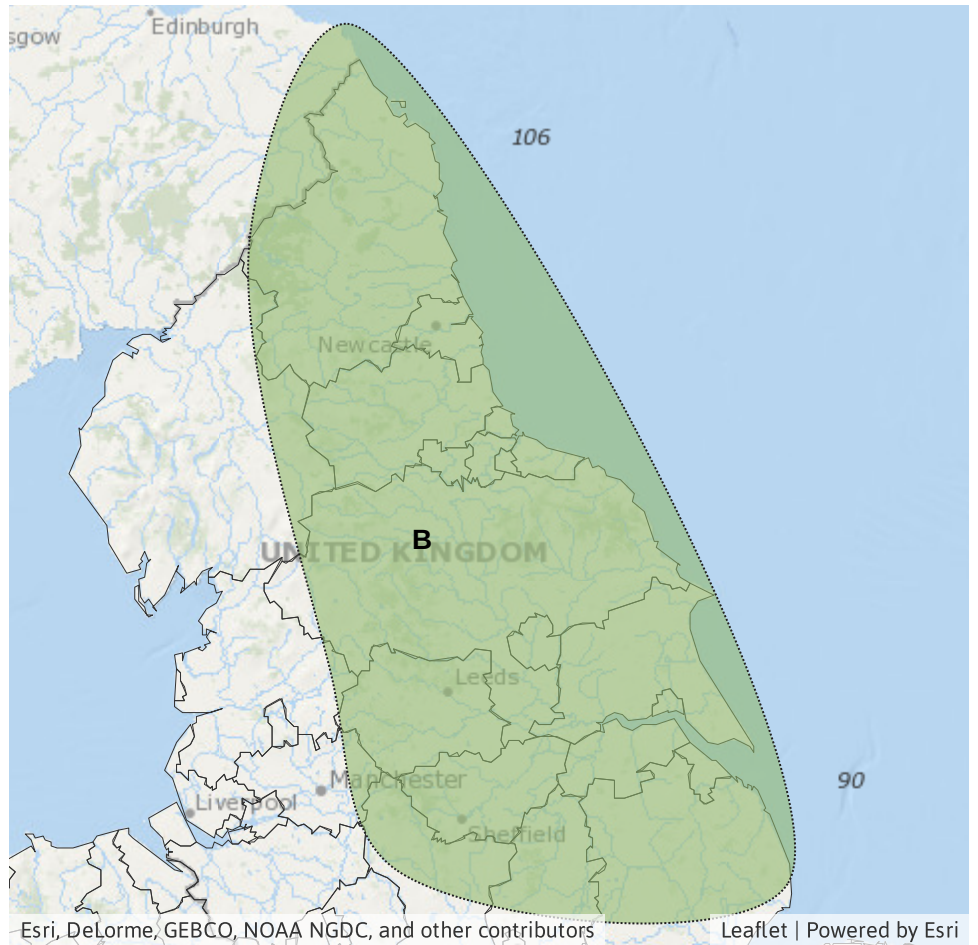 Edinburgh
sgow
106
Newcastle
B
UNITED KINGDOM
Leeds
Manchester
90
Liverpool
Sheffield
Esri, DeLorme, GEBCO, NOAA NGDC, and other contributors
Leaflet | Powered by Esri